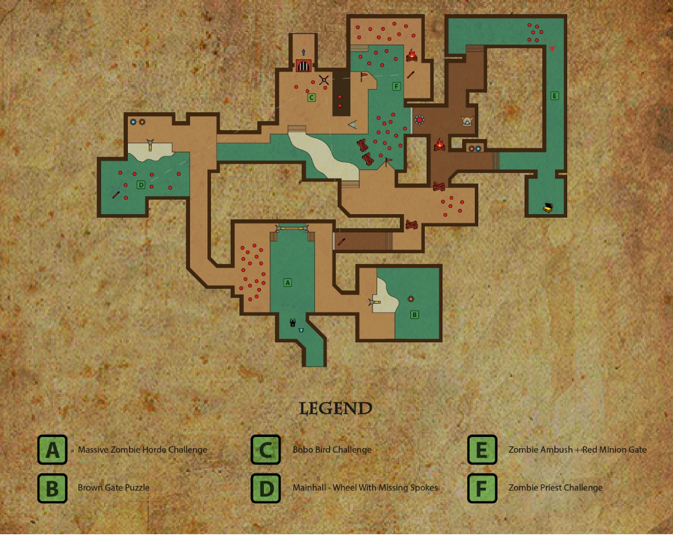 C
F
E
D
A
B
LEGEND
A Massive Zombie Horde Challenge
C Bobo Bird Challenge
E Zombie Ambush + Red Minion Gate
B Brown Gate Puzzle
D Mainhall - Wheel With Missing Spokes
F Zombie Priest Challenge